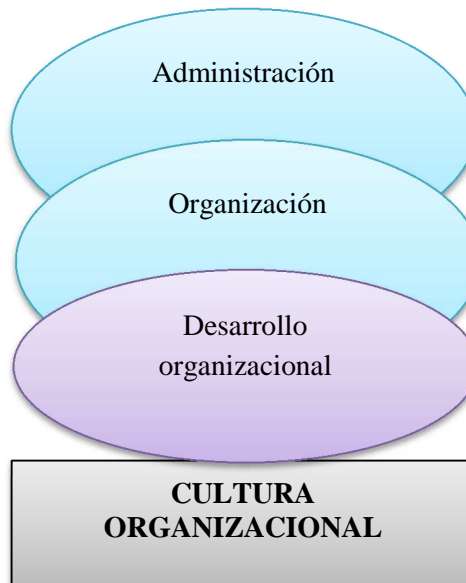 Administración
Organización
Desarrollo
organizacional
CULTURA
ORGANIZACIONAL